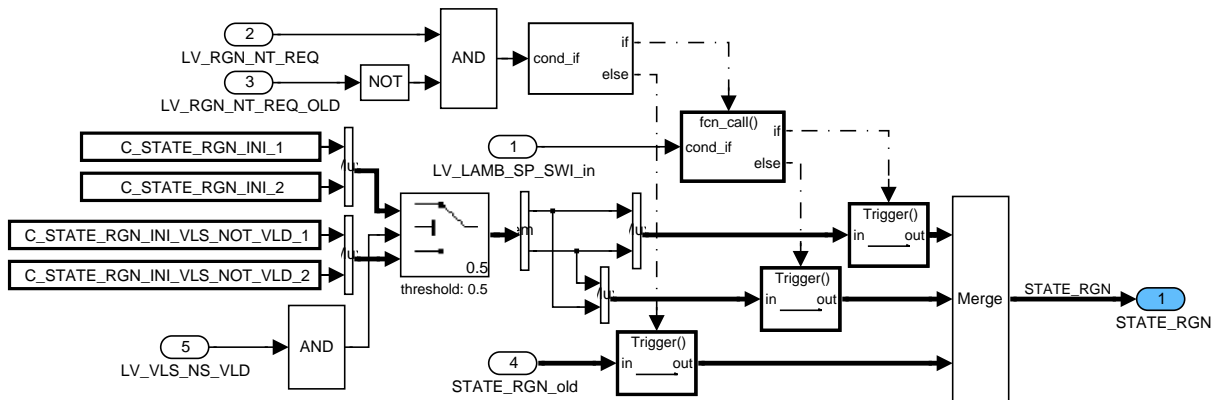 2
LV_RGN_NT_REQ
3
LV_RGN_NT_REQ_OLD
NOT
AND
cond_if
if
else
C_STATE_RGN_INI_1
C_STATE_RGN_INI_2
C_STATE_RGN_INI_VLS_NOT_VLD_1
C_STATE_RGN_INI_VLS_NOT_VLD_2
1
LV_LAMB_SP_SWI_in
fcn_call()
cond_if
if
else
0.5
threshold: 0.5
5
LV_VLS_NS_VLD
AND
4
STATE_RGN_old
Trigger()
in
out
Trigger()
in
out
Trigger()
in
out
Merge
STATE_RGN
1
STATE_RGN